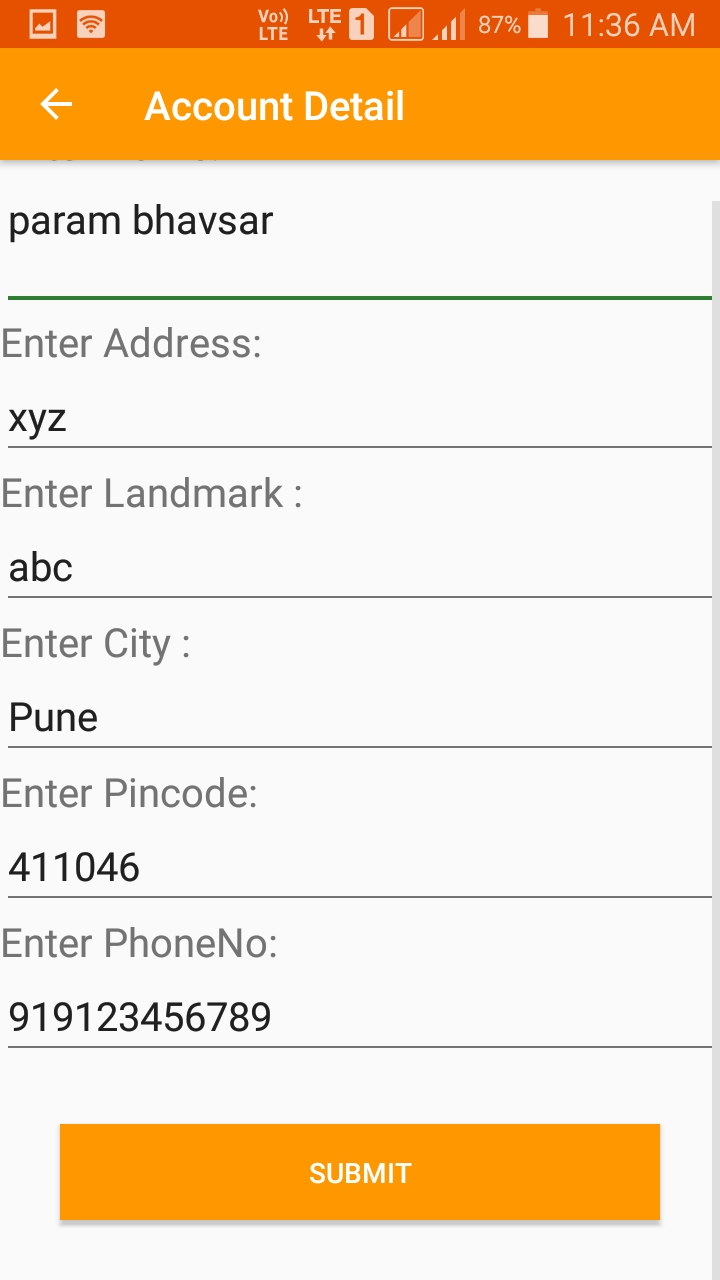 Vo)) LTE LTE 1 87% 11:36 AM
Account Detail
param bhavsar
Enter Address:
xyz
Enter Landmark :
abc
Enter City :
Pune
Enter Pincode:
411046
Enter PhoneNo:
919123456789
SUBMIT